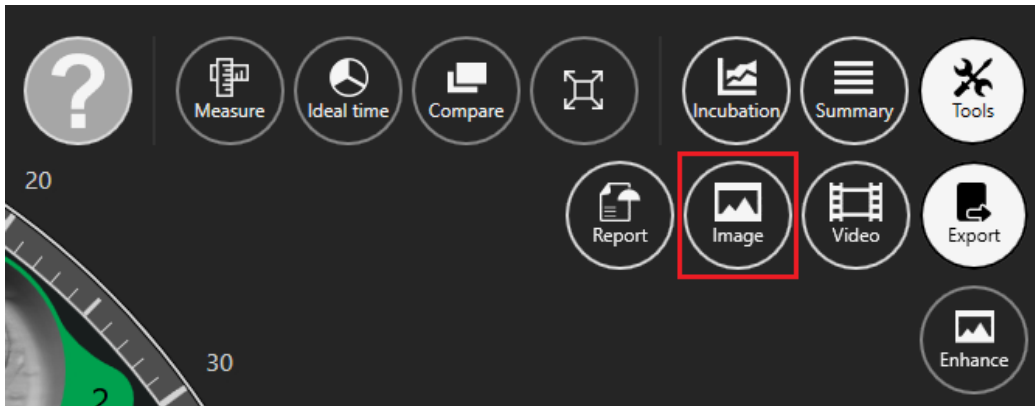 ?
Measure
Ideal time
Compare
Incubation
Summary
Tools
20
Report
Image
Video
Export
30
Enhance
2